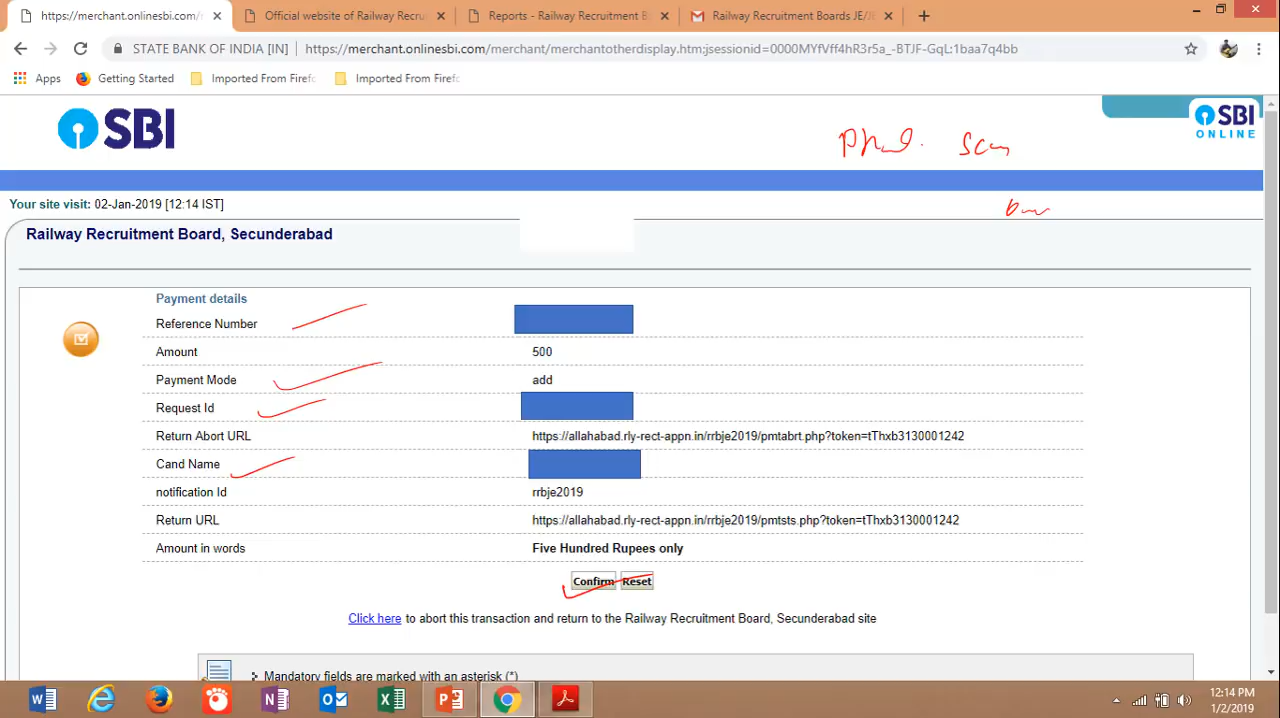 https://merchant.onlinesbi.com/m
Official website of Railway Recru
Reports - Railway Recruitment B
Railway Recruitment Boards JE/JE
STATE BANK OF INDIA [IN] https://merchant.onlinesbi.com/merchant/merchantotherdisplay.htm;jsessionid=0000MYfVff4hR3r5a_-BTJF-GqL:1baa7q4bb
Apps Getting Started Imported From Firefo Imported From Firefo
SBI
SBI
ONLINE
Your site visit: 02-Jan-2019 [12:14 IST]
Railway Recruitment Board, Secunderabad
Payment details
Reference Number
Amount 500
Payment Mode add
Request Id
Return Abort URL https://allahabad.rly-rect-appn.in/rrbje2019/pmtabrt.php?token=tThxb3130001242
Cand Name
notification Id rrbje2019
Return URL https://allahabad.rly-rect-appn.in/rrbje2019/pmtsts.php?token=tThxb3130001242
Amount in words Five Hundred Rupees only
Confirm Reset
Click here to abort this transaction and return to the Railway Recruitment Board, Secunderabad site
Mandatory fields are marked with an asterisk (*)
12:14 PM
1/2/2019